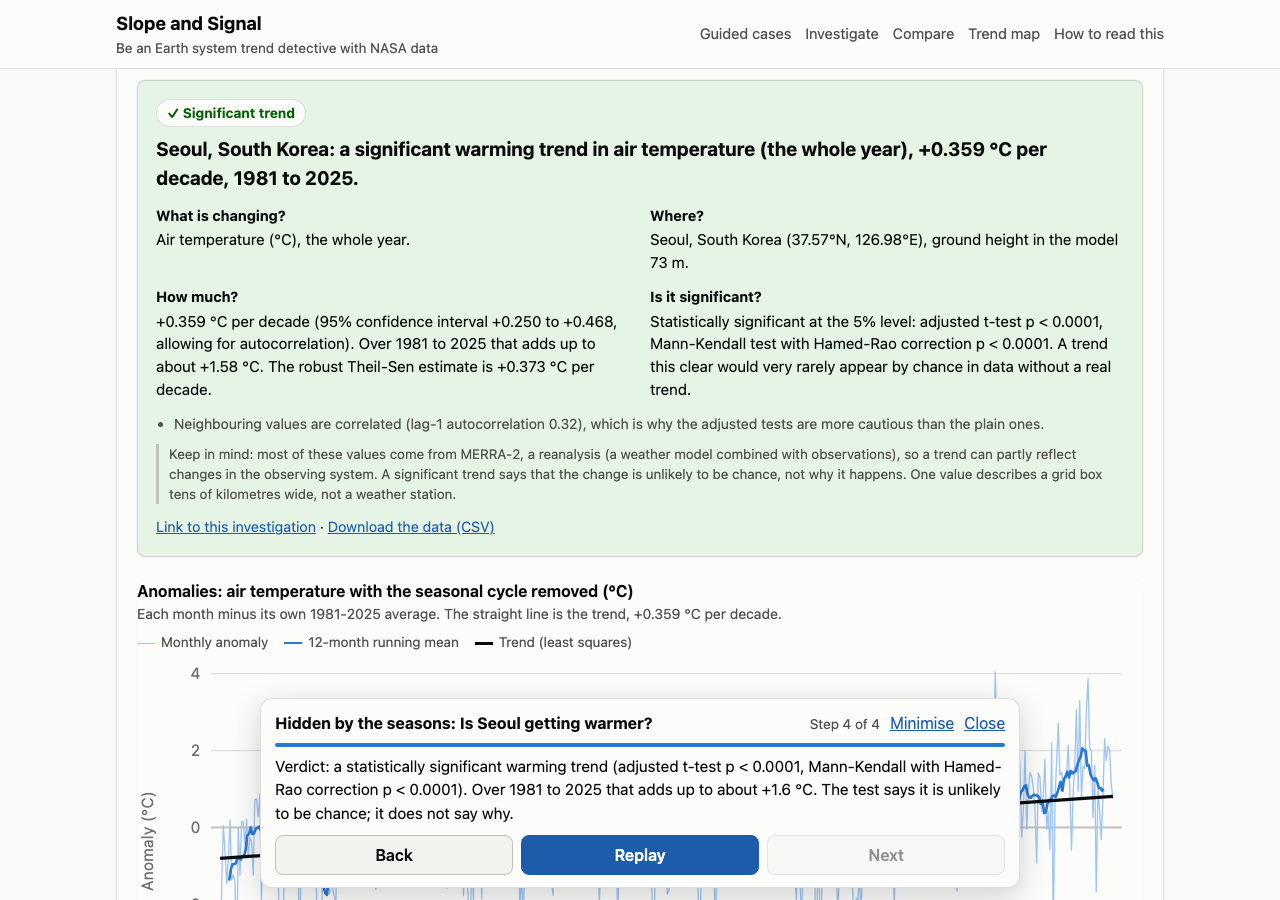 Slope and Signal
Be an Earth system trend detective with NASA data
Guided cases Investigate Compare Trend map How to read this
✓ Significant trend
Seoul, South Korea: a significant warming trend in air temperature (the whole year), +0.359 °C per
decade, 1981 to 2025.
What is changing?
Air temperature (°C), the whole year.
Where?
Seoul, South Korea (37.57°N, 126.98°E), ground height in the model
73 m.
How much?
+0.359 °C per decade (95% confidence interval +0.250 to +0.468,
allowing for autocorrelation). Over 1981 to 2025 that adds up to
about +1.58 °C. The robust Theil-Sen estimate is +0.373 °C per
decade.
Is it significant?
Statistically significant at the 5% level: adjusted t-test p < 0.0001,
Mann-Kendall test with Hamed-Rao correction p < 0.0001. A trend
this clear would very rarely appear by chance in data without a real
trend.
• Neighbouring values are correlated (lag-1 autocorrelation 0.32), which is why the adjusted tests are more cautious than the plain ones.
Keep in mind: most of these values come from MERRA-2, a reanalysis (a weather model combined with observations), so a trend can partly reflect
changes in the observing system. A significant trend says that the change is unlikely to be chance, not why it happens. One value describes a grid box
tens of kilometres wide, not a weather station.
Link to this investigation · Download the data (CSV)
Anomalies: air temperature with the seasonal cycle removed (°C)
Each month minus its own 1981-2025 average. The straight line is the trend, +0.359 °C per decade.
Monthly anomaly 12-month running mean Trend (least squares)
4
2
0
Anomaly (°C)
Hidden by the seasons: Is Seoul getting warmer?
Step 4 of 4 Minimise Close
Verdict: a statistically significant warming trend (adjusted t-test p < 0.0001, Mann-Kendall with Hamed-
Rao correction p < 0.0001). Over 1981 to 2025 that adds up to about +1.6 °C. The test says it is unlikely
to be chance; it does not say why.
Back Replay Next